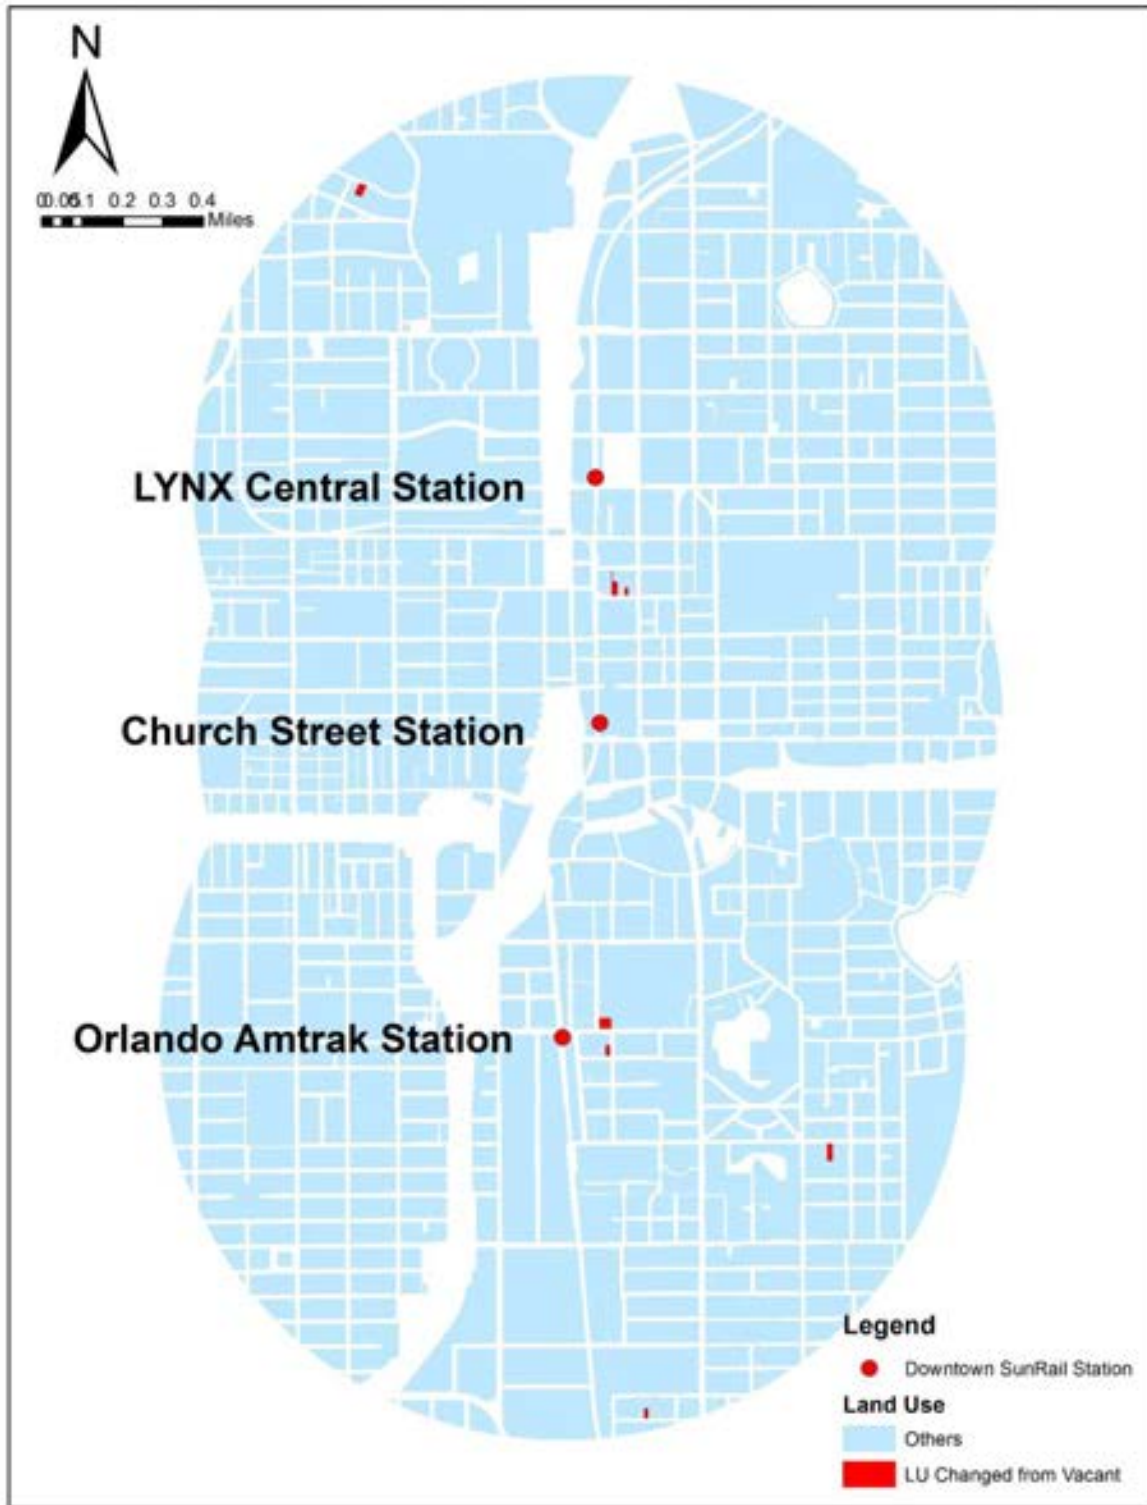 N
0 0.05 0.1 0.2 0.3 0.4
Miles
LYNX Central Station
Church Street Station
Orlando Amtrak Station
Legend
Downtown SunRail Station
Land Use
Others
LU Changed from Vacant